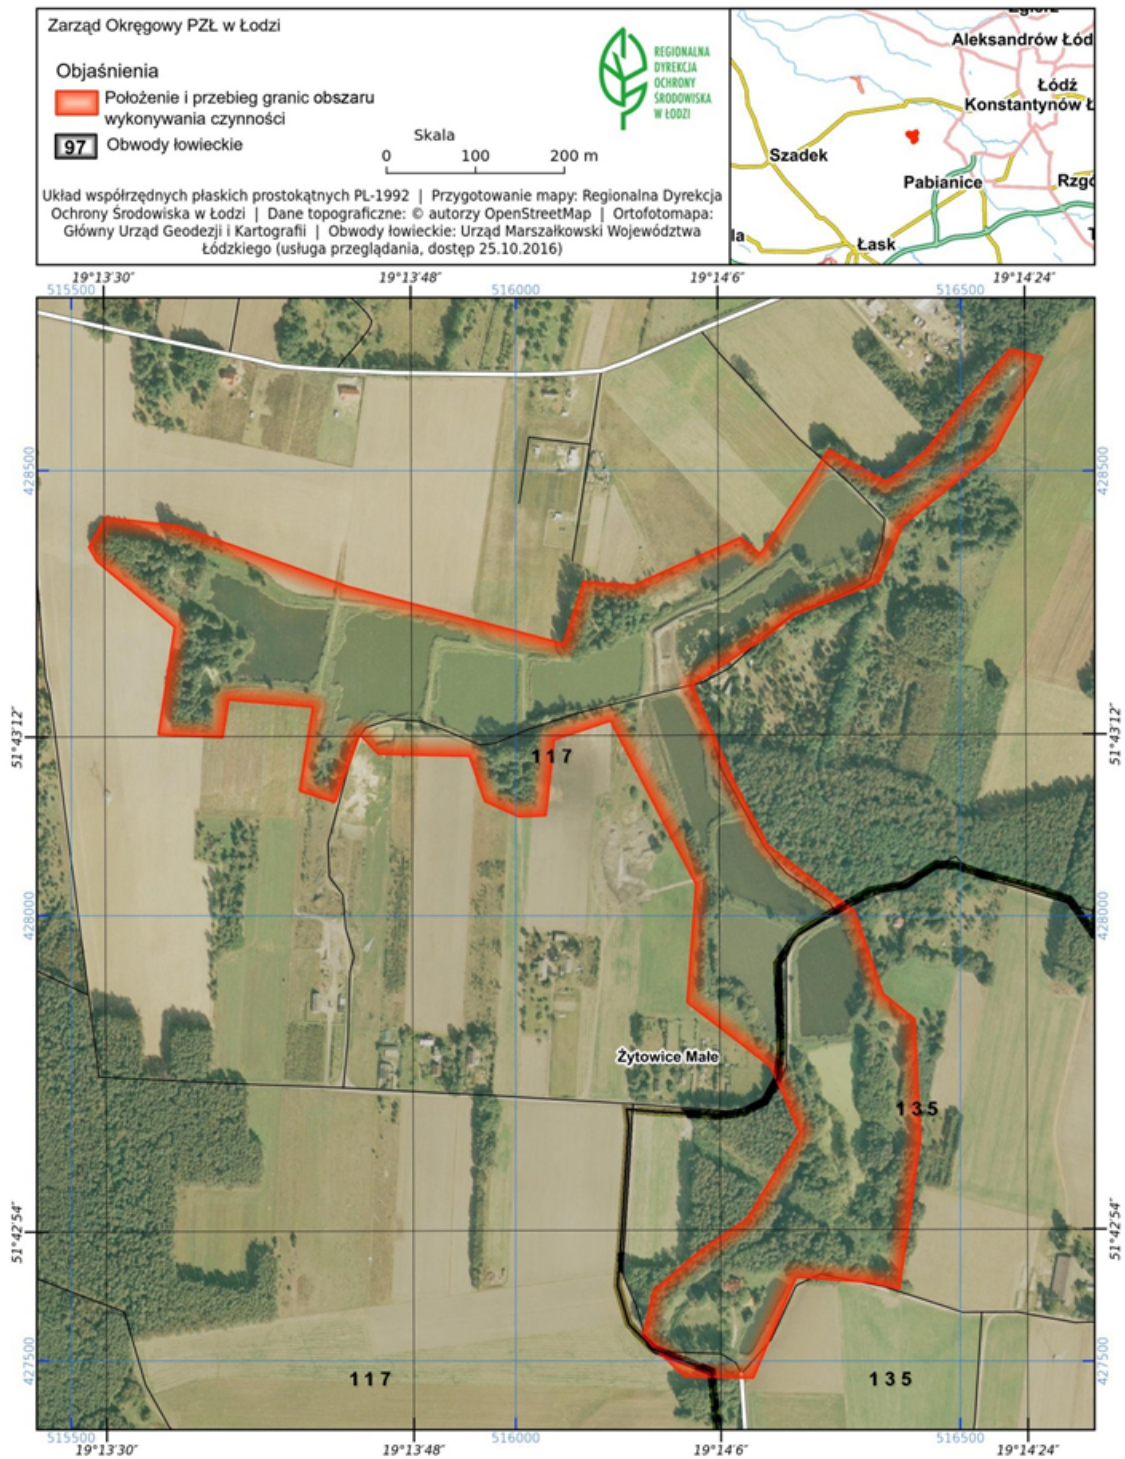 Zarząd Okręgowy PZŁ w Łodzi
Objaśnienia
Położenie i przebieg granic obszaru
wykonywania czynności
97 Obwody łowieckie
REGIONALNA
DYREKCJA
OCHRONY
ŚRODOWISKA
W ŁODZI
Skala
0 100 200 m
Układ współrzędnych płaskich prostokątnych PL-1992 | Przygotowanie mapy: Regionalna Dyrekcja
Ochrony Środowiska w Łodzi | Dane topograficzne: © autorzy OpenStreetMap | Ortofotomapa:
Główny Urząd Geodezji i Kartografii | Obwody łowieckie: Urząd Marszałkowski Województwa
Łódzkiego (usługa przeglądania, dostęp 25.10.2016)
Aleksandrów Łód
Łódź
Konstantynów Ł
Szadek
Pabianice
Rzgó
la
Łask
19°13'30" 19°13'48" 19°14'6" 19°14'24"
515500 516000 516500
428500 428500
51°43'12" 51°43'12"
117
428000 428000
Żytowice Małe
135
51°42'54" 51°42'54"
427500 427500
117 135
515500 516000 516500
19°13'30" 19°13'48" 19°14'6" 19°14'24"